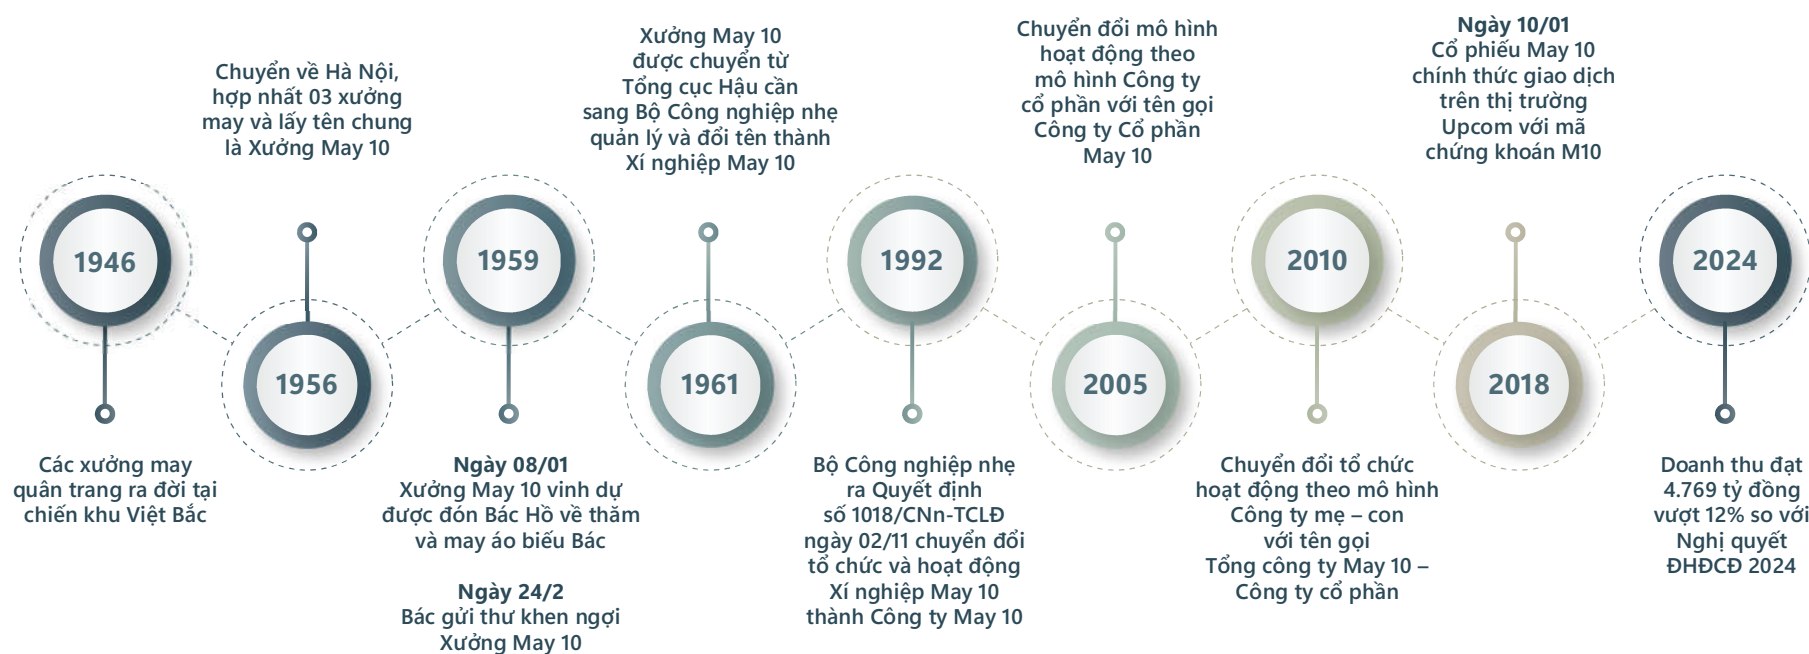 1946
Các xưởng may
quân trang ra đời tại
chiến khu Việt Bắc
Chuyển về Hà Nội,
hợp nhất 03 xưởng
may và lấy tên chung
là Xưởng May 10
1956
1959
Ngày 08/01
Xưởng May 10 vinh dự
được đón Bác Hồ về thăm
và may áo biếu Bác
Ngày 24/2
Bác gửi thư khen ngợi
Xưởng May 10
Xưởng May 10
được chuyển từ
Tổng cục Hậu cần
sang Bộ Công nghiệp nhẹ
quản lý và đổi tên thành
Xí nghiệp May 10
1961
1992
Bộ Công nghiệp nhẹ
ra Quyết định
số 1018/CNn-TCLĐ
ngày 02/11 chuyển đổi
tổ chức và hoạt động
Xí nghiệp May 10
thành Công ty May 10
Chuyển đổi mô hình
hoạt động theo
mô hình Công ty
cổ phần với tên gọi
Công ty Cổ phần
May 10
2005
2010
Chuyển đổi tổ chức
hoạt động theo mô hình
Công ty mẹ – con
với tên gọi
Tổng công ty May 10 –
Công ty cổ phần
Ngày 10/01
Cổ phiếu May 10
chính thức giao dịch
trên thị trường
Upcom với mã
chứng khoán M10
2018
2024
Doanh thu đạt
4.769 tỷ đồng
vượt 12% so với
Nghị quyết
ĐHĐCĐ 2024